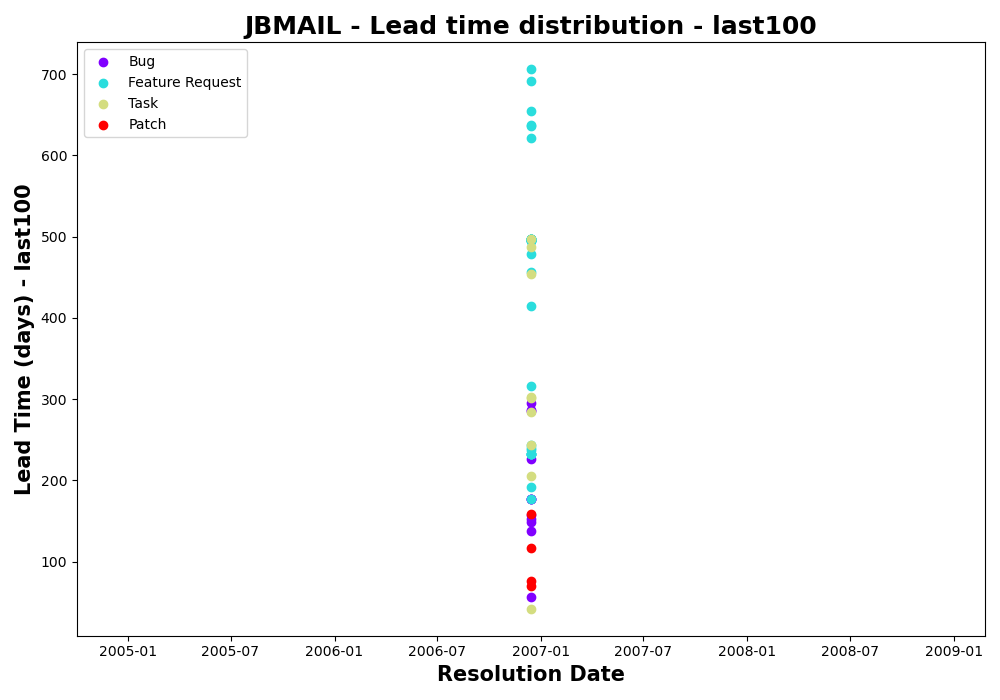 JBMAIL - Lead time distribution - last100
Bug
Feature Request
Task
Patch
Lead Time (days) - last100
700
600
500
400
300
200
100
2005-01 2005-07 2006-01 2006-07 2007-01 2007-07 2008-01 2008-07 2009-01
Resolution Date